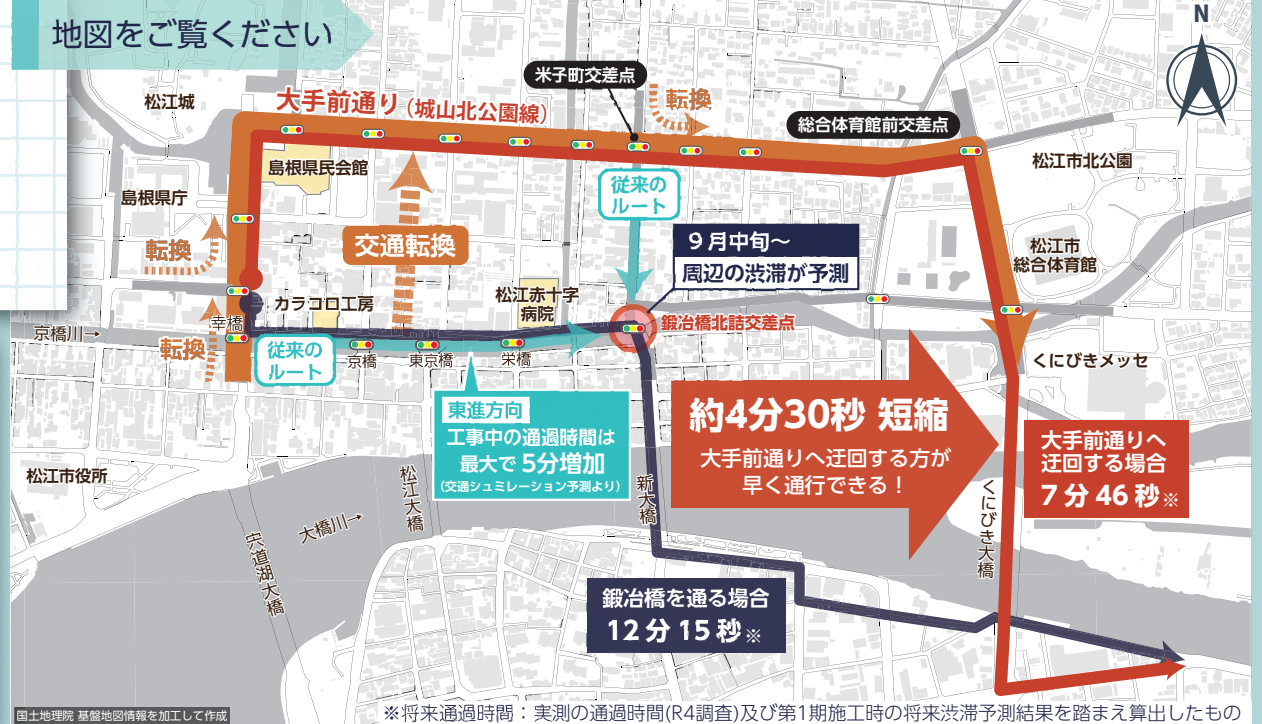 地図をご覧ください
N
米子町交差点
転換
松江城
大手前通り(城山北公園線)
総合体育館前交差点
島根県民会館
松江市北公園
従来の
ルート
島根県庁
交通転換
9月中旬~
周辺の渋滞が予測
転換
松江市
総合体育館
カラコロ工房
松江赤十字
病院
幸橋
鍛冶橋北詰交差点
京橋川→
転換
従来の
ルート
京橋
東京橋
栄橋
くにびきメッセ
東進方向
工事中の通過時間は
最大で 5分増加
(交通シュミレーション予測より)
約4分30秒 短縮
大手前通りへ迂回する方が
早く通行できる!
大手前通りへ
迂回する場合
7分46秒※
松江市役所
松江大橋
新大橋
くにびき大橋
大橋川→
宍道湖大橋
鍛冶橋を通る場合
12分15秒※
国土地理院 基盤地図情報を加工して作成
※将来通過時間:実測の通過時間(R4調査)及び第1期施工時の将来渋滞予測結果を踏まえ算出したもの